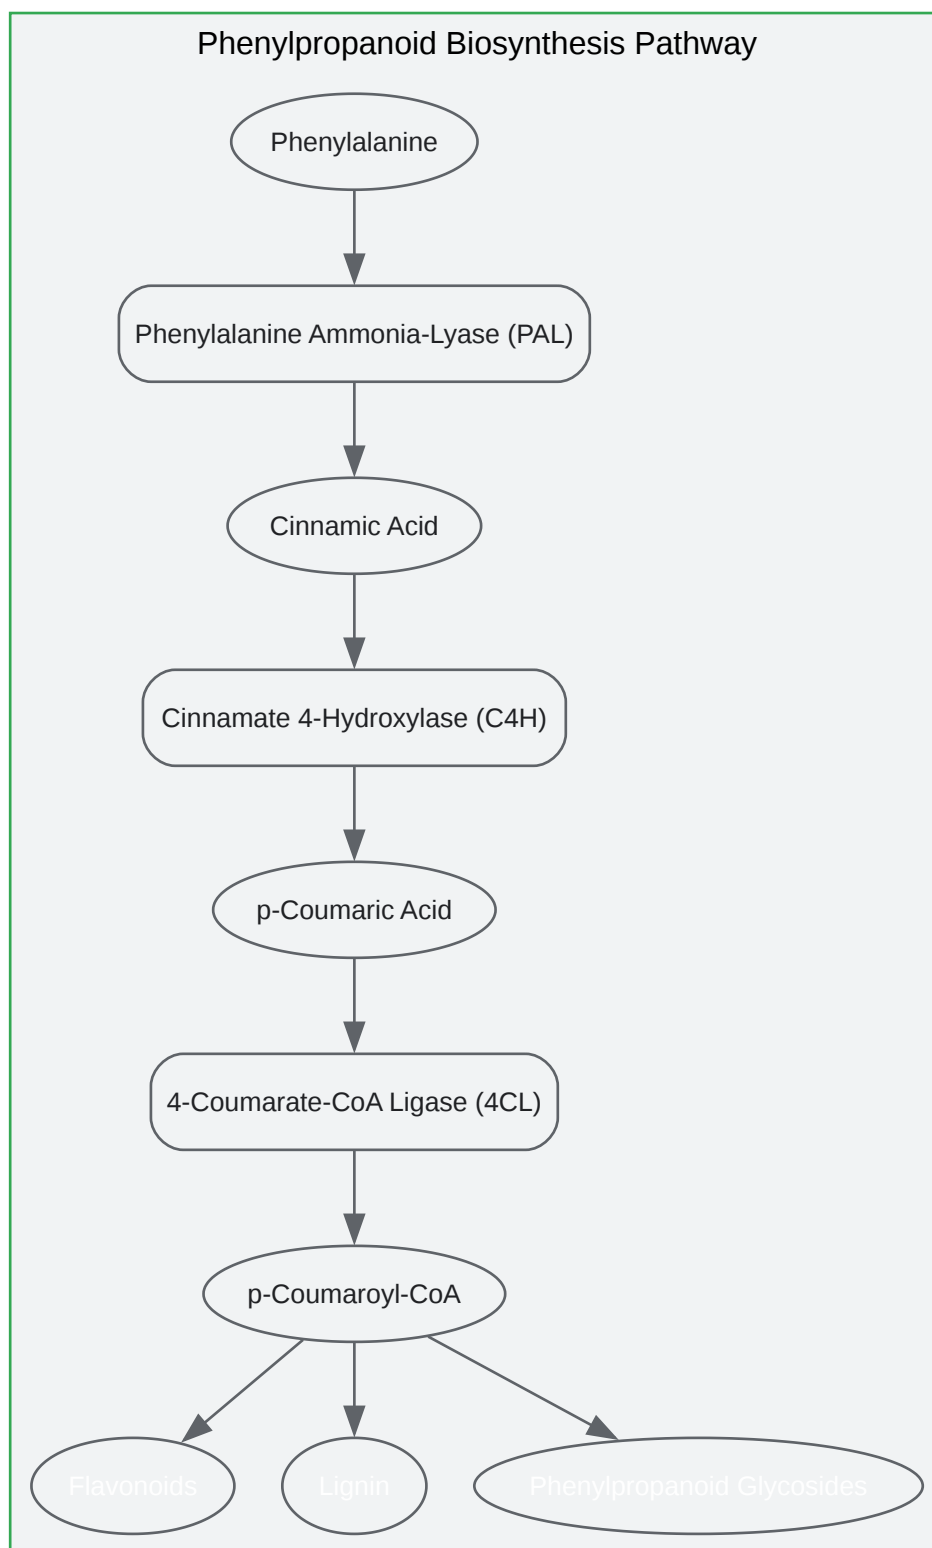 Phenylpropanoid Biosynthesis Pathway
Phenylalanine
Phenylalanine Ammonia-Lyase (PAL)
Cinnamic Acid
Cinnamate 4-Hydroxylase (C4H)
p-Coumaric Acid
4-Coumarate-CoA Ligase (4CL)
p-Coumaroyl-CoA
Flavonoids
Lignin
Phenylpropanoid Glycosides